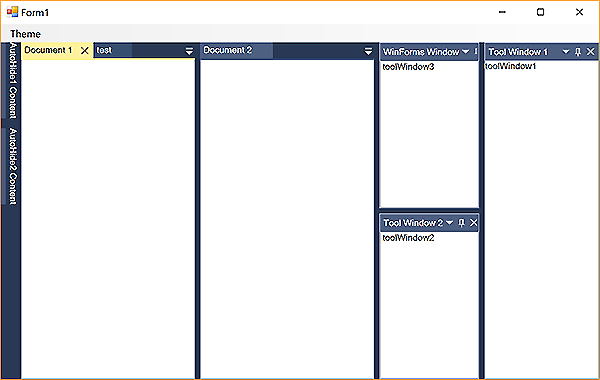 Form1
Theme
Document 1
test
Document 2
WinForms Window
Tool Window 1
AutoHide1 Content
AutoHide2 Content
toolWindow3
toolWindow1
Tool Window 2
toolWindow2